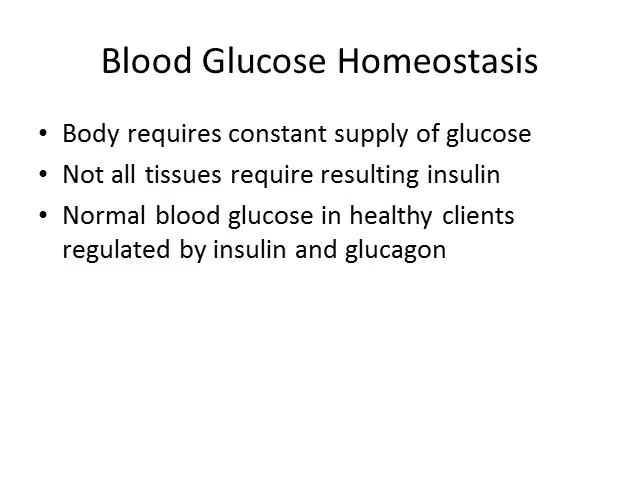 Blood Glucose Homeostasis
• Body requires constant supply of glucose
• Not all tissues require resulting insulin
• Normal blood glucose in healthy clients
regulated by insulin and glucagon